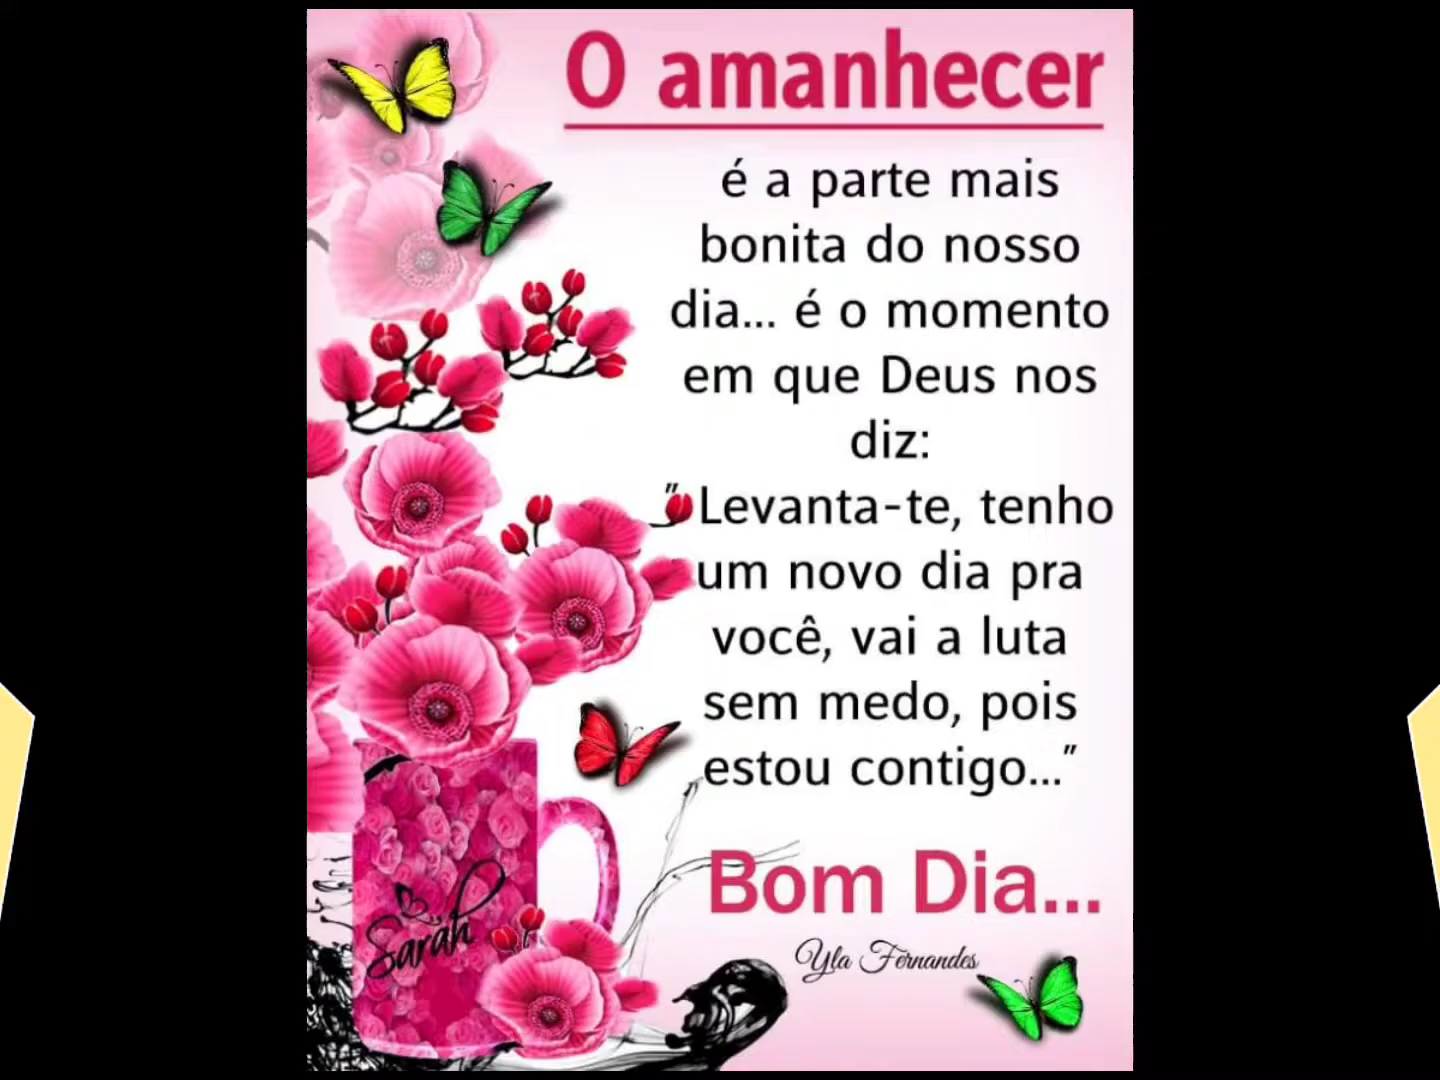 O amanhecer
é a parte mais
bonita do nosso
dia... é o momento
em que Deus nos
diz:
"Levanta-te, tenho
um novo dia pra
você, vai a luta
sem medo, pois
estou contigo..."
Bom Dia...
Yla Fernandes
Sarah